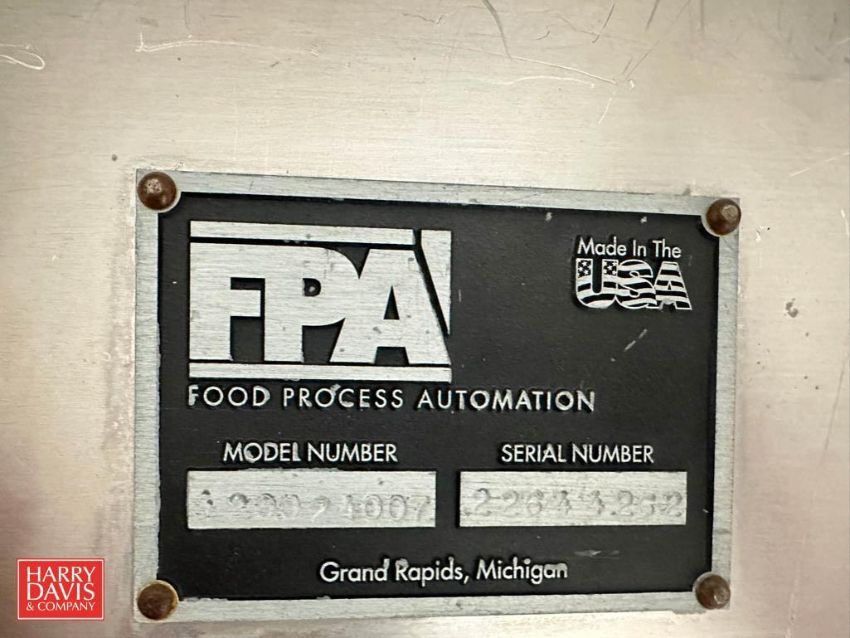 FPA
Made In The
USA
FOOD PROCESS AUTOMATION
MODEL NUMBER
SERIAL NUMBER
Grand Rapids, Michigan
HARRY
DAVIS
& COMPANY